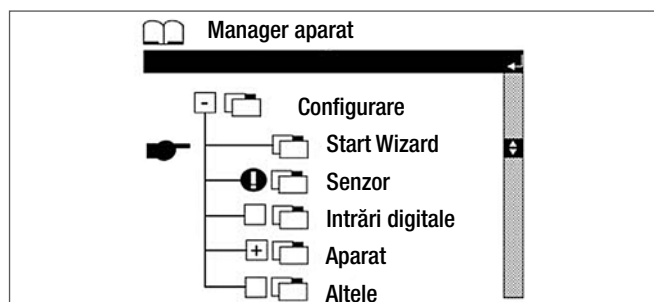 Manager aparat
Configurare
Start Wizard
Senzor
Intrări digitale
Aparat
Altele